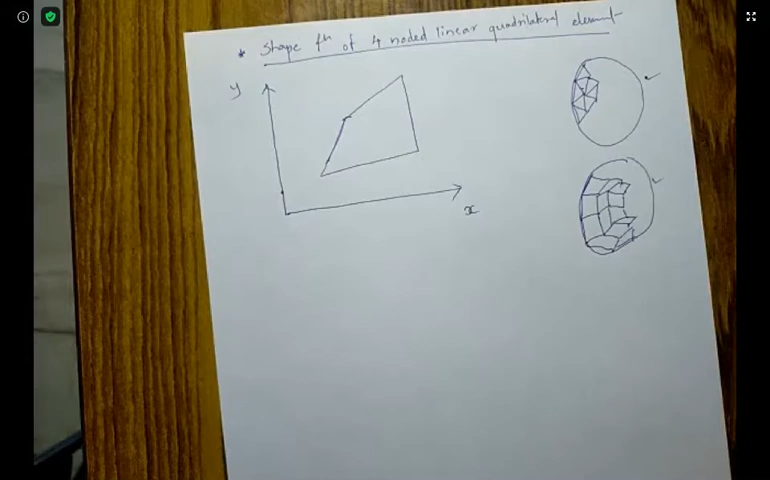 * Shape fn of 4 noded linear quadrilateral element
y
x